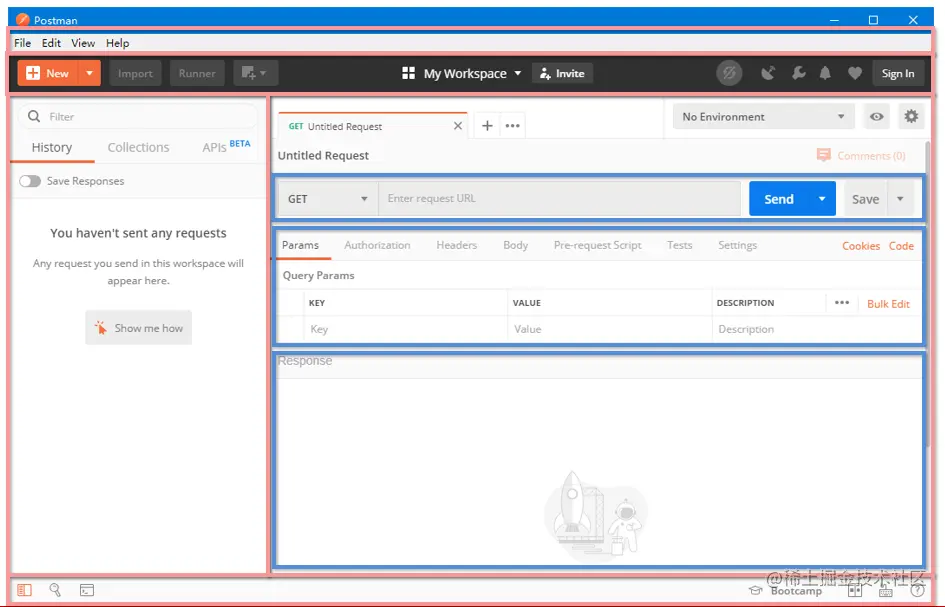 Postman
File Edit View Help
New Import Runner My Workspace Invite Sign In
Filter
History Collections APIs BETA
Save Responses
You haven't sent any requests
Any request you send in this workspace will
appear here.
Show me how
GET Untitled Request
No Environment
Untitled Request
Comments (0)
GET Enter request URL Send Save
Params Authorization Headers Body Pre-request Script Tests Settings Cookies Code
Query Params
KEY VALUE DESCRIPTION Bulk Edit
Key Value Description
Response
@稀土掘金技术社区
Bootcamp